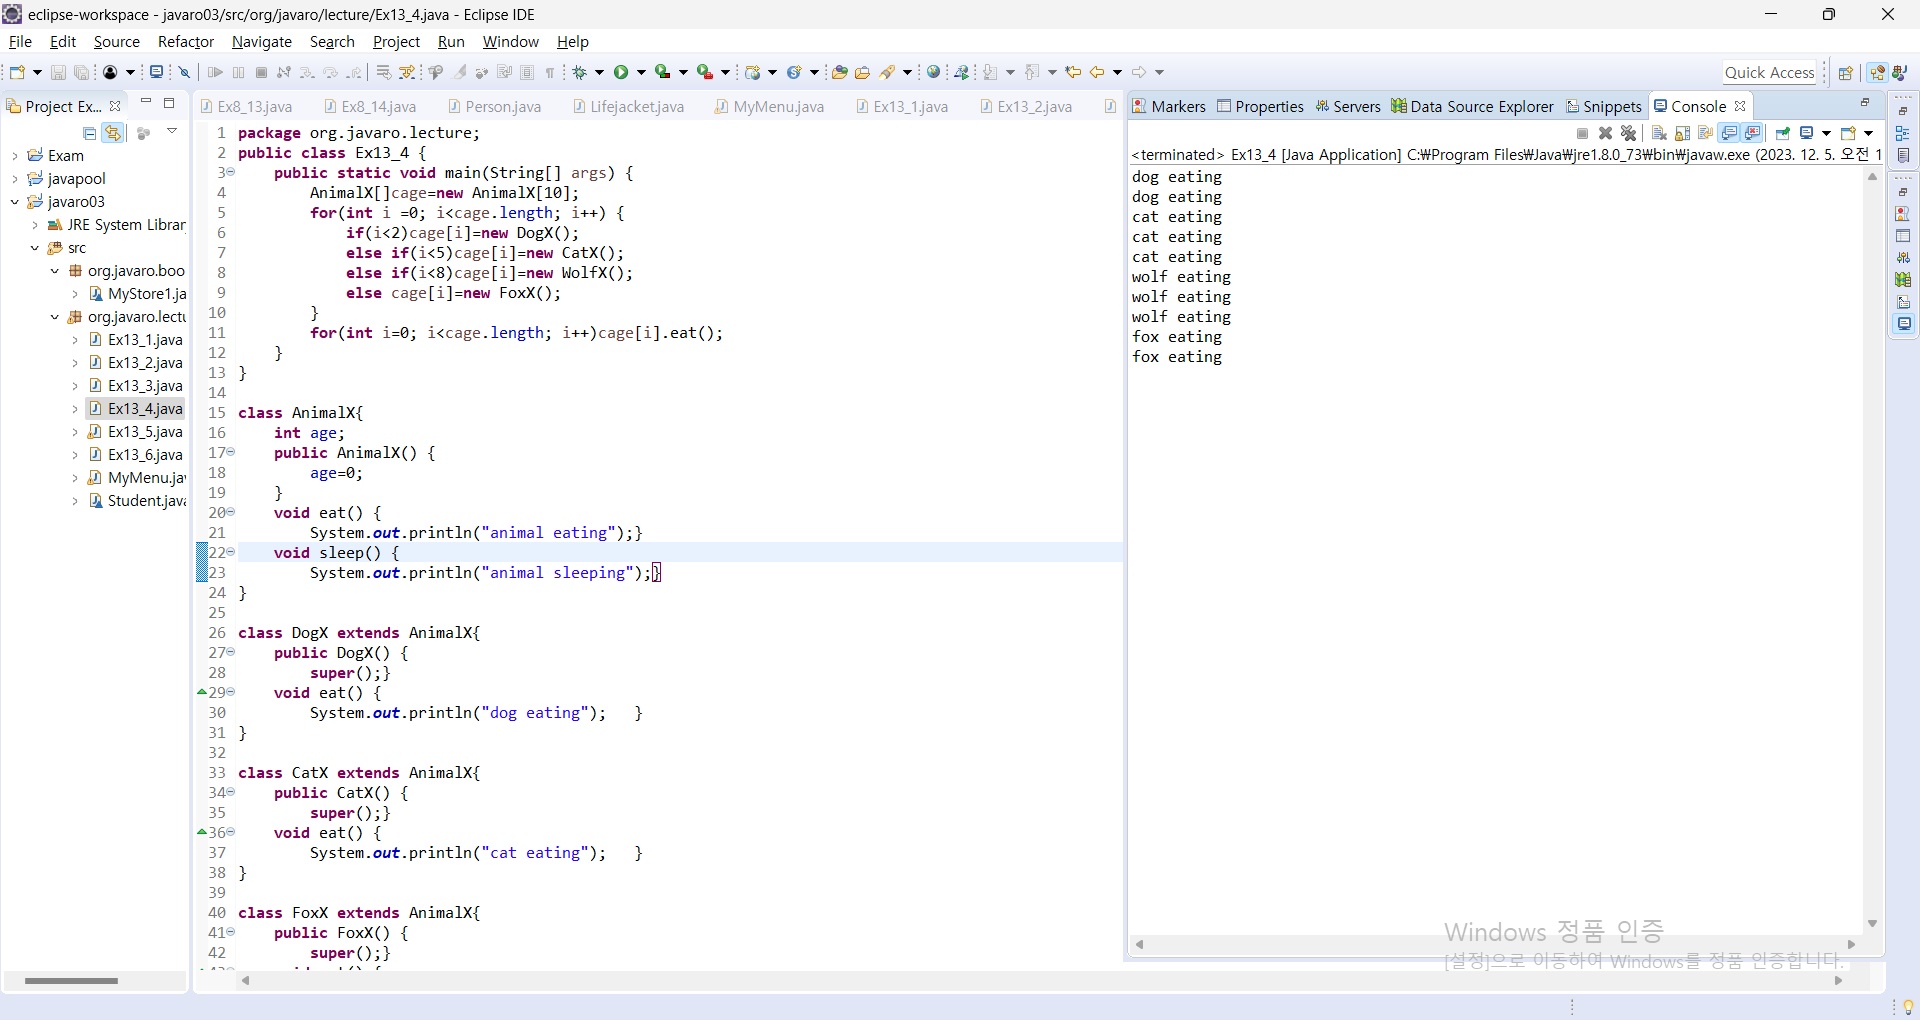 eclipse-workspace - javaro03/src/org/javaro/lecture/Ex13_4.java - Eclipse IDE
File Edit Source Refactor Navigate Search Project Run Window Help
Quick Access
Project Ex...
Exam
javapool
javaro03
JRE System Librar
src
org.javaro.boo
MyStore1.ja
org.javaro.lectu
Ex13_1.java
Ex13_2.java
Ex13_3.java
Ex13_4.java
Ex13_5.java
Ex13_6.java
MyMenu.jav
Student.java
Ex8_13.java Ex8_14.java Person.java Lifejacket.java MyMenu.java Ex13_1.java Ex13_2.java
1 package org.javaro.lecture;
2 public class Ex13_4 {
3 public static void main(String[] args) {
4 AnimalX[]cage=new AnimalX[10];
5 for(int i =0; i<cage.length; i++) {
6 if(i<2)cage[i]=new DogX();
7 else if(i<5)cage[i]=new CatX();
8 else if(i<8)cage[i]=new WolfX();
9 else cage[i]=new FoxX();
10 }
11 for(int i=0; i<cage.length; i++)cage[i].eat();
12 }
13 }
14
15 class AnimalX{
16 int age;
17 public AnimalX() {
18 age=0;
19 }
20 void eat() {
21 System.out.println("animal eating");}
22 void sleep() {
23 System.out.println("animal sleeping");}
24 }
25
26 class DogX extends AnimalX{
27 public DogX() {
28 super();}
29 void eat() {
30 System.out.println("dog eating"); }
31 }
32
33 class CatX extends AnimalX{
34 public CatX() {
35 super();}
36 void eat() {
37 System.out.println("cat eating"); }
38 }
39
40 class FoxX extends AnimalX{
41 public FoxX() {
42 super();}
Markers Properties Servers Data Source Explorer Snippets Console
<terminated> Ex13_4 [Java Application] C:₩Program Files₩Java₩jre1.8.0_73₩bin₩javaw.exe (2023. 12. 5. 오전 1
dog eating
dog eating
cat eating
cat eating
cat eating
wolf eating
wolf eating
wolf eating
fox eating
fox eating
Windows 정품 인증
[설정]으로 이동하여 Windows를 정품 인증합니다.